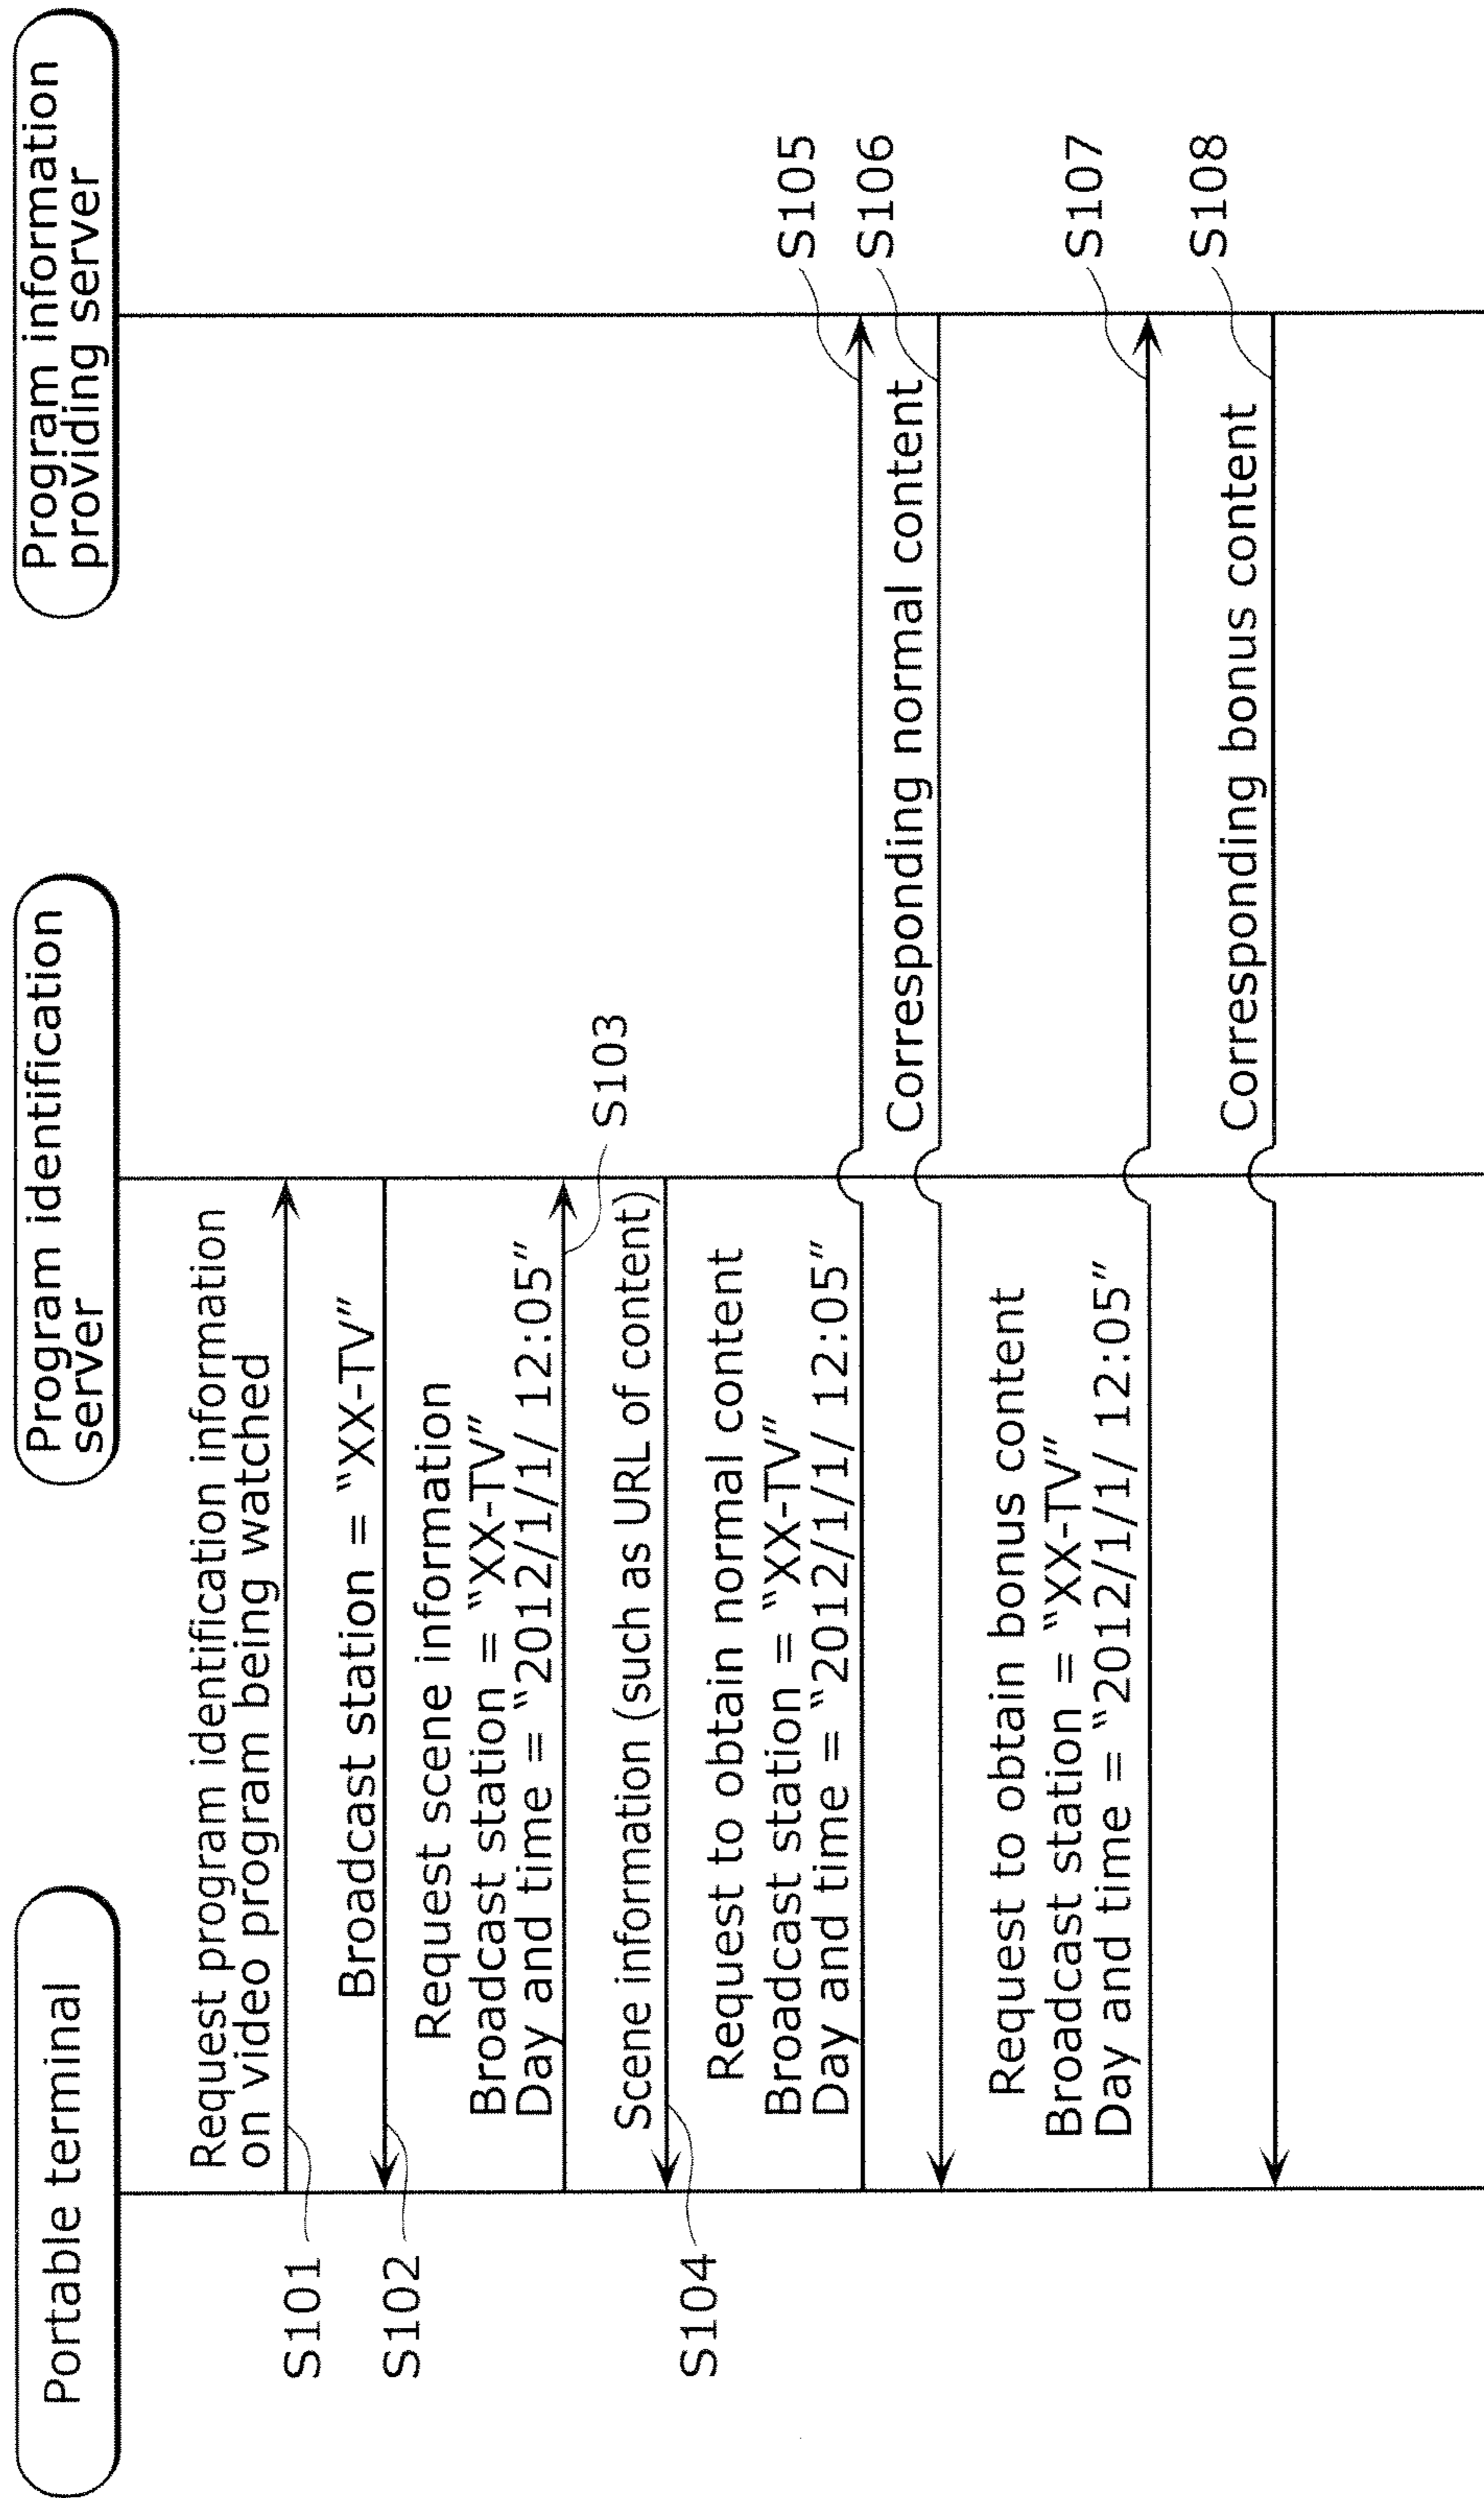 Portable terminal
Program identification
server
Program information
providing server
Request program identification information
on video program being watched
S101
Broadcast station = “XX-TV”
S102
Request scene information
Broadcast station = “XX-TV”
Day and time = “2012/1/1/ 12:05”
S103
Scene information (such as URL of content)
S104
Request to obtain normal content
Broadcast station = “XX-TV”
Day and time = “2012/1/1/ 12:05”
S105
Corresponding normal content
S106
Request to obtain bonus content
Broadcast station = “XX-TV”
Day and time = “2012/1/1/ 12:05”
S107
Corresponding bonus content
S108